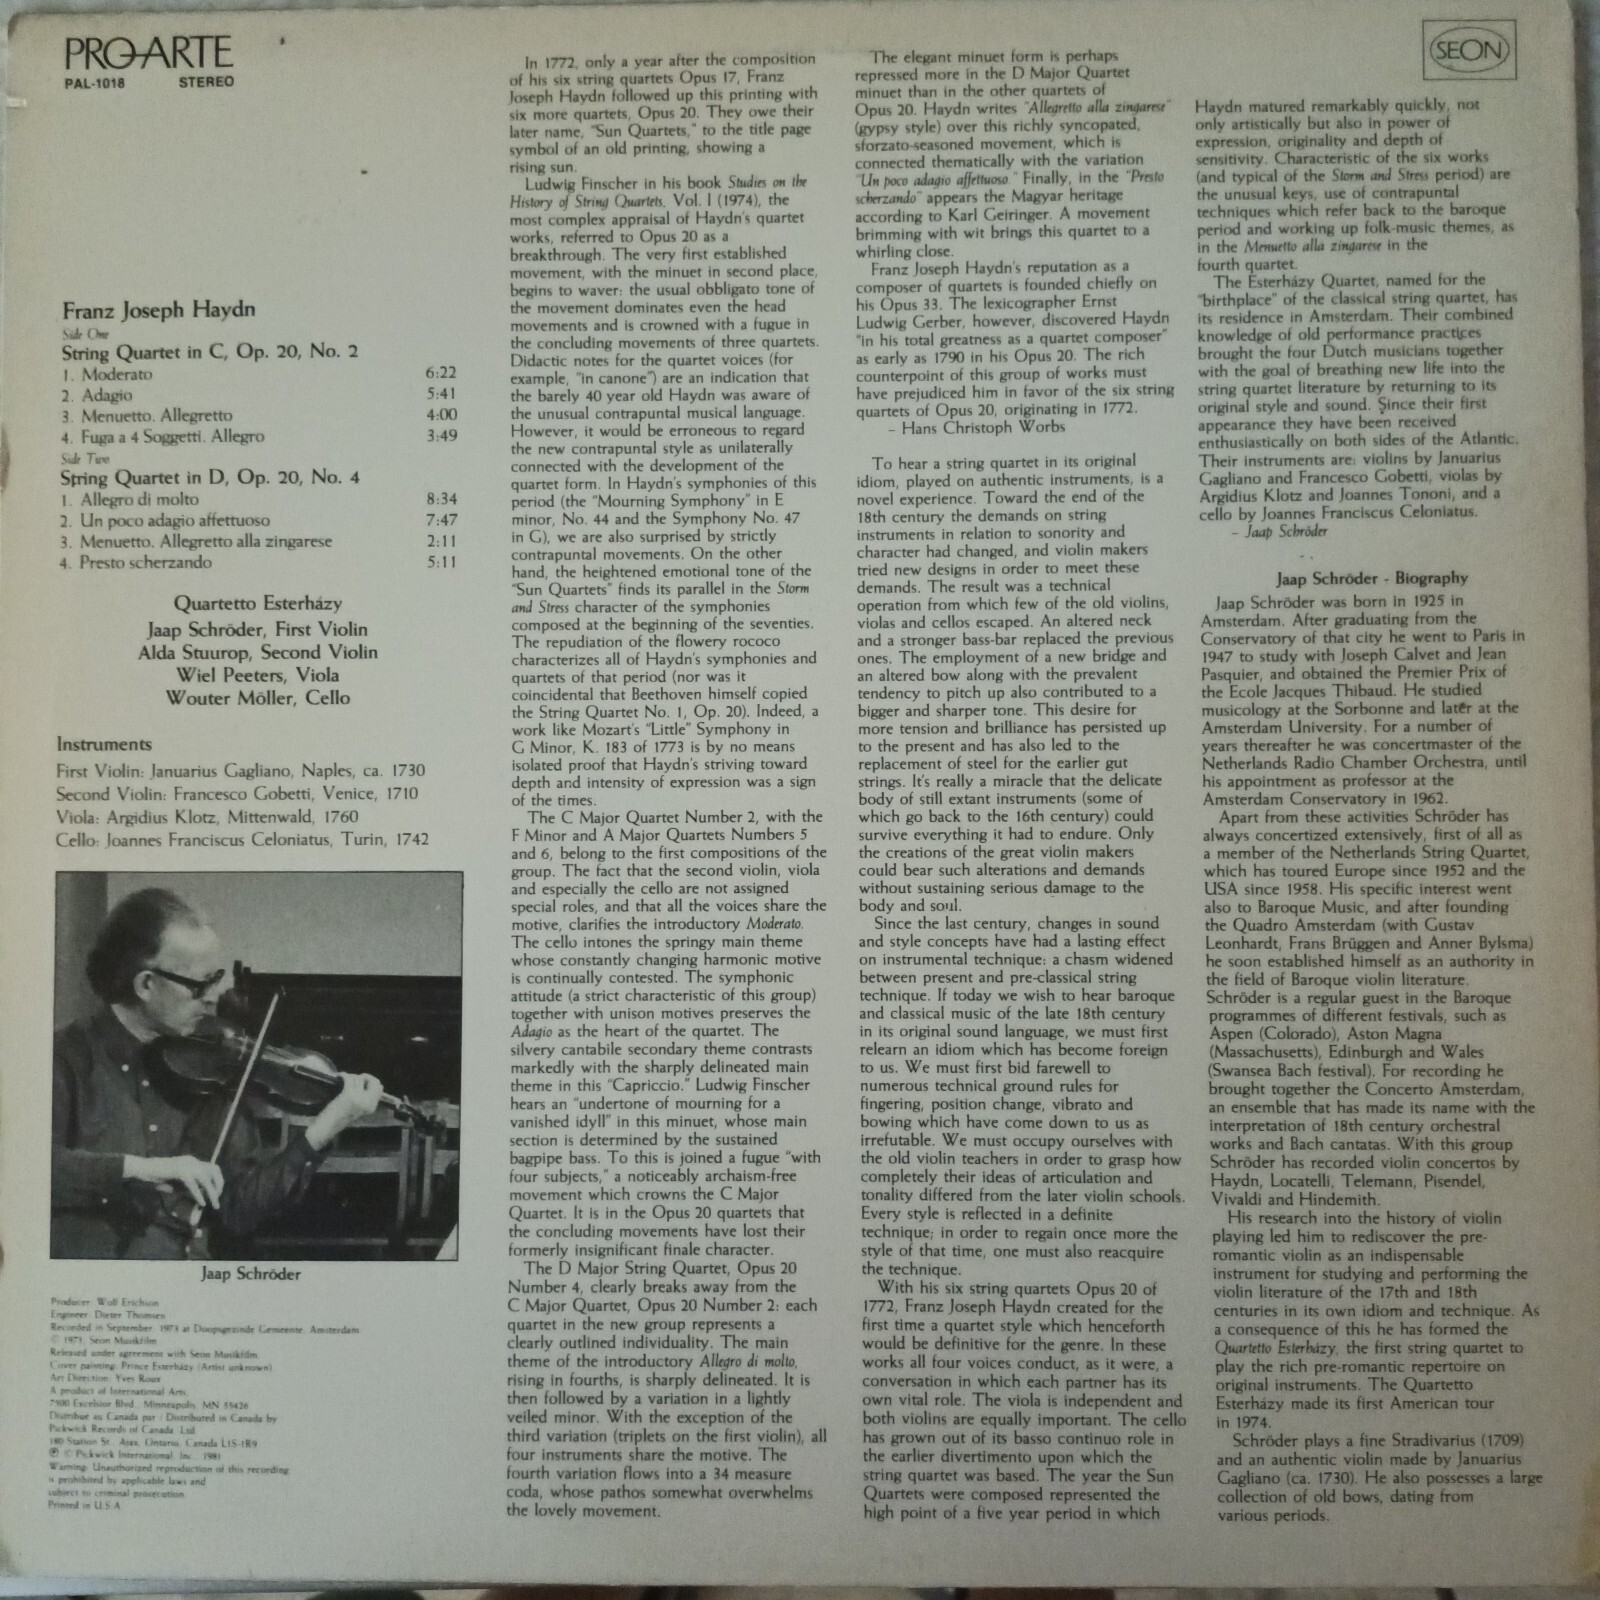 PRO-ARTE
PAL-1018 STEREO
Franz Joseph Haydn
Side One
String Quartet in C, Op. 20, No. 2
1. Moderato 6:22
2. Adagio 5:41
3. Menuetto. Allegretto 4:00
4. Fuga a 4 Soggetti. Allegro 3:49
Side Two
String Quartet in D, Op. 20, No. 4
1. Allegro di molto 8:34
2. Un poco adagio affettuoso 7:47
3. Menuetto. Allegretto alla zingarese 2:11
4. Presto scherzando 5:11
Quartetto Esterházy
Jaap Schröder, First Violin
Alda Stuurop, Second Violin
Wiel Peeters, Viola
Wouter Möller, Cello
Instruments
First Violin: Januarius Gagliano, Naples, ca. 1730
Second Violin: Francesco Gobetti, Venice, 1710
Viola: Argidius Klotz, Mittenwald, 1760
Cello: Joannes Franciscus Celoniatus, Turin, 1742
Jaap Schröder
Producer: Wolf Erichson
Engineer: Dieter Thomsen
Recorded in September, 1973 at Doopsgezinde Gemeente, Amsterdam
© 1973, Seon Musikfilm
Released under agreement with Seon Musikfilm
Cover painting: Prince Esterházy (Artist unknown)
Art Direction: Yves Roux
A product of International Arts,
7500 Excelsior Blvd., Minneapolis, MN 55426
Distribue au Canada par / Distributed in Canada by
Pickwick Records of Canada, Ltd.
180 Station St., Ajax, Ontario, Canada L1S-1R9
℗ © Pickwick International, Inc. 1981
Warning: Unauthorized reproduction of this recording
is prohibited by applicable laws and
subject to criminal prosecution.
Printed in U.S.A.
In 1772, only a year after the composition
of his six string quartets Opus 17, Franz
Joseph Haydn followed up this printing with
six more quartets, Opus 20. They owe their
later name, "Sun Quartets," to the title page
symbol of an old printing, showing a
rising sun.
Ludwig Finscher in his book Studies on the
History of String Quartets, Vol. I (1974), the
most complex appraisal of Haydn's quartet
works, referred to Opus 20 as a
breakthrough. The very first established
movement, with the minuet in second place,
begins to waver: the usual obbligato tone of
the movement dominates even the head
movements and is crowned with a fugue in
the concluding movements of three quartets.
Didactic notes for the quartet voices (for
example, "in canone") are an indication that
the barely 40 year old Haydn was aware of
the unusual contrapuntal musical language.
However, it would be erroneous to regard
the new contrapuntal style as unilaterally
connected with the development of the
quartet form. In Haydn's symphonies of this
period (the "Mourning Symphony" in E
minor, No. 44 and the Symphony No. 47
in G), we are also surprised by strictly
contrapuntal movements. On the other
hand, the heightened emotional tone of the
"Sun Quartets" finds its parallel in the Storm
and Stress character of the symphonies
composed at the beginning of the seventies.
The repudiation of the flowery rococo
characterizes all of Haydn's symphonies and
quartets of that period (nor was it
coincidental that Beethoven himself copied
the String Quartet No. 1, Op. 20). Indeed, a
work like Mozart's "Little" Symphony in
G Minor, K. 183 of 1773 is by no means
isolated proof that Haydn's striving toward
depth and intensity of expression was a sign
of the times.
The C Major Quartet Number 2, with the
F Minor and A Major Quartets Numbers 5
and 6, belong to the first compositions of the
group. The fact that the second violin, viola
and especially the cello are not assigned
special roles, and that all the voices share the
motive, clarifies the introductory Moderato.
The cello intones the springy main theme
whose constantly changing harmonic motive
is continually contested. The symphonic
attitude (a strict characteristic of this group)
together with unison motives preserves the
Adagio as the heart of the quartet. The
silvery cantabile secondary theme contrasts
markedly with the sharply delineated main
theme in this "Capriccio." Ludwig Finscher
hears an "undertone of mourning for a
vanished idyll" in this minuet, whose main
section is determined by the sustained
bagpipe bass. To this is joined a fugue "with
four subjects," a noticeably archaism-free
movement which crowns the C Major
Quartet. It is in the Opus 20 quartets that
the concluding movements have lost their
formerly insignificant finale character.
The D Major String Quartet, Opus 20
Number 4, clearly breaks away from the
C Major Quartet, Opus 20 Number 2: each
quartet in the new group represents a
clearly outlined individuality. The main
theme of the introductory Allegro di molto,
rising in fourths, is sharply delineated. It is
then followed by a variation in a lightly
veiled minor. With the exception of the
third variation (triplets on the first violin), all
four instruments share the motive. The
fourth variation flows into a 34 measure
coda, whose pathos somewhat overwhelms
the lovely movement.
The elegant minuet form is perhaps
repressed more in the D Major Quartet
minuet than in the other quartets of
Opus 20. Haydn writes "Allegretto alla zingarese"
(gypsy style) over this richly syncopated,
sforzato-seasoned movement, which is
connected thematically with the variation
"Un poco adagio affettuoso." Finally, in the "Presto
scherzando" appears the Magyar heritage
according to Karl Geiringer. A movement
brimming with wit brings this quartet to a
whirling close.
Franz Joseph Haydn's reputation as a
composer of quartets is founded chiefly on
his Opus 33. The lexicographer Ernst
Ludwig Gerber, however, discovered Haydn
"in his total greatness as a quartet composer"
as early as 1790 in his Opus 20. The rich
counterpoint of this group of works must
have prejudiced him in favor of the six string
quartets of Opus 20, originating in 1772.
– Hans Christoph Worbs
To hear a string quartet in its original
idiom, played on authentic instruments, is a
novel experience. Toward the end of the
18th century the demands on string
instruments in relation to sonority and
character had changed, and violin makers
tried new designs in order to meet these
demands. The result was a technical
operation from which few of the old violins,
violas and cellos escaped. An altered neck
and a stronger bass-bar replaced the previous
ones. The employment of a new bridge and
an altered bow along with the prevalent
tendency to pitch up also contributed to a
bigger and sharper tone. This desire for
more tension and brilliance has persisted up
to the present and has also led to the
replacement of steel for the earlier gut
strings. It's really a miracle that the delicate
body of still extant instruments (some of
which go back to the 16th century) could
survive everything it had to endure. Only
the creations of the great violin makers
could bear such alterations and demands
without sustaining serious damage to the
body and soul.
Since the last century, changes in sound
and style concepts have had a lasting effect
on instrumental technique: a chasm widened
between present and pre-classical string
technique. If today we wish to hear baroque
and classical music of the late 18th century
in its original sound language, we must first
relearn an idiom which has become foreign
to us. We must first bid farewell to
numerous technical ground rules for
fingering, position change, vibrato and
bowing which have come down to us as
irrefutable. We must occupy ourselves with
the old violin teachers in order to grasp how
completely their ideas of articulation and
tonality differed from the later violin schools.
Every style is reflected in a definite
technique; in order to regain once more the
style of that time, one must also reacquire
the technique.
With his six string quartets Opus 20 of
1772, Franz Joseph Haydn created for the
first time a quartet style which henceforth
would be definitive for the genre. In these
works all four voices conduct, as it were, a
conversation in which each partner has its
own vital role. The viola is independent and
both violins are equally important. The cello
has grown out of its basso continuo role in
the earlier divertimento upon which the
string quartet was based. The year the Sun
Quartets were composed represented the
high point of a five year period in which
SEON
Haydn matured remarkably quickly, not
only artistically but also in power of
expression, originality and depth of
sensitivity. Characteristic of the six works
(and typical of the Storm and Stress period) are
the unusual keys, use of contrapuntal
techniques which refer back to the baroque
period and working up folk-music themes, as
in the Menuetto alla zingarese in the
fourth quartet.
The Esterházy Quartet, named for the
"birthplace" of the classical string quartet, has
its residence in Amsterdam. Their combined
knowledge of old performance practices
brought the four Dutch musicians together
with the goal of breathing new life into the
string quartet literature by returning to its
original style and sound. Since their first
appearance they have been received
enthusiastically on both sides of the Atlantic.
Their instruments are: violins by Januarius
Gagliano and Francesco Gobetti, violas by
Argidius Klotz and Joannes Tononi, and a
cello by Joannes Franciscus Celoniatus.
– Jaap Schröder
Jaap Schröder - Biography
Jaap Schröder was born in 1925 in
Amsterdam. After graduating from the
Conservatory of that city he went to Paris in
1947 to study with Joseph Calvet and Jean
Pasquier, and obtained the Premier Prix of
the Ecole Jacques Thibaud. He studied
musicology at the Sorbonne and later at the
Amsterdam University. For a number of
years thereafter he was concertmaster of the
Netherlands Radio Chamber Orchestra, until
his appointment as professor at the
Amsterdam Conservatory in 1962.
Apart from these activities Schröder has
always concertized extensively, first of all as
a member of the Netherlands String Quartet,
which has toured Europe since 1952 and the
USA since 1958. His specific interest went
also to Baroque Music, and after founding
the Quadro Amsterdam (with Gustav
Leonhardt, Frans Brüggen and Anner Bylsma)
he soon established himself as an authority in
the field of Baroque violin literature.
Schröder is a regular guest in the Baroque
programmes of different festivals, such as
Aspen (Colorado), Aston Magna
(Massachusetts), Edinburgh and Wales
(Swansea Bach festival). For recording he
brought together the Concerto Amsterdam,
an ensemble that has made its name with the
interpretation of 18th century orchestral
works and Bach cantatas. With this group
Schröder has recorded violin concertos by
Haydn, Locatelli, Telemann, Pisendel,
Vivaldi and Hindemith.
His research into the history of violin
playing led him to rediscover the pre-
romantic violin as an indispensable
instrument for studying and performing the
violin literature of the 17th and 18th
centuries in its own idiom and technique. As
a consequence of this he has formed the
Quartetto Esterházy, the first string quartet to
play the rich pre-romantic repertoire on
original instruments. The Quartetto
Esterházy made its first American tour
in 1974.
Schröder plays a fine Stradivarius (1709)
and an authentic violin made by Januarius
Gagliano (ca. 1730). He also possesses a large
collection of old bows, dating from
various periods.